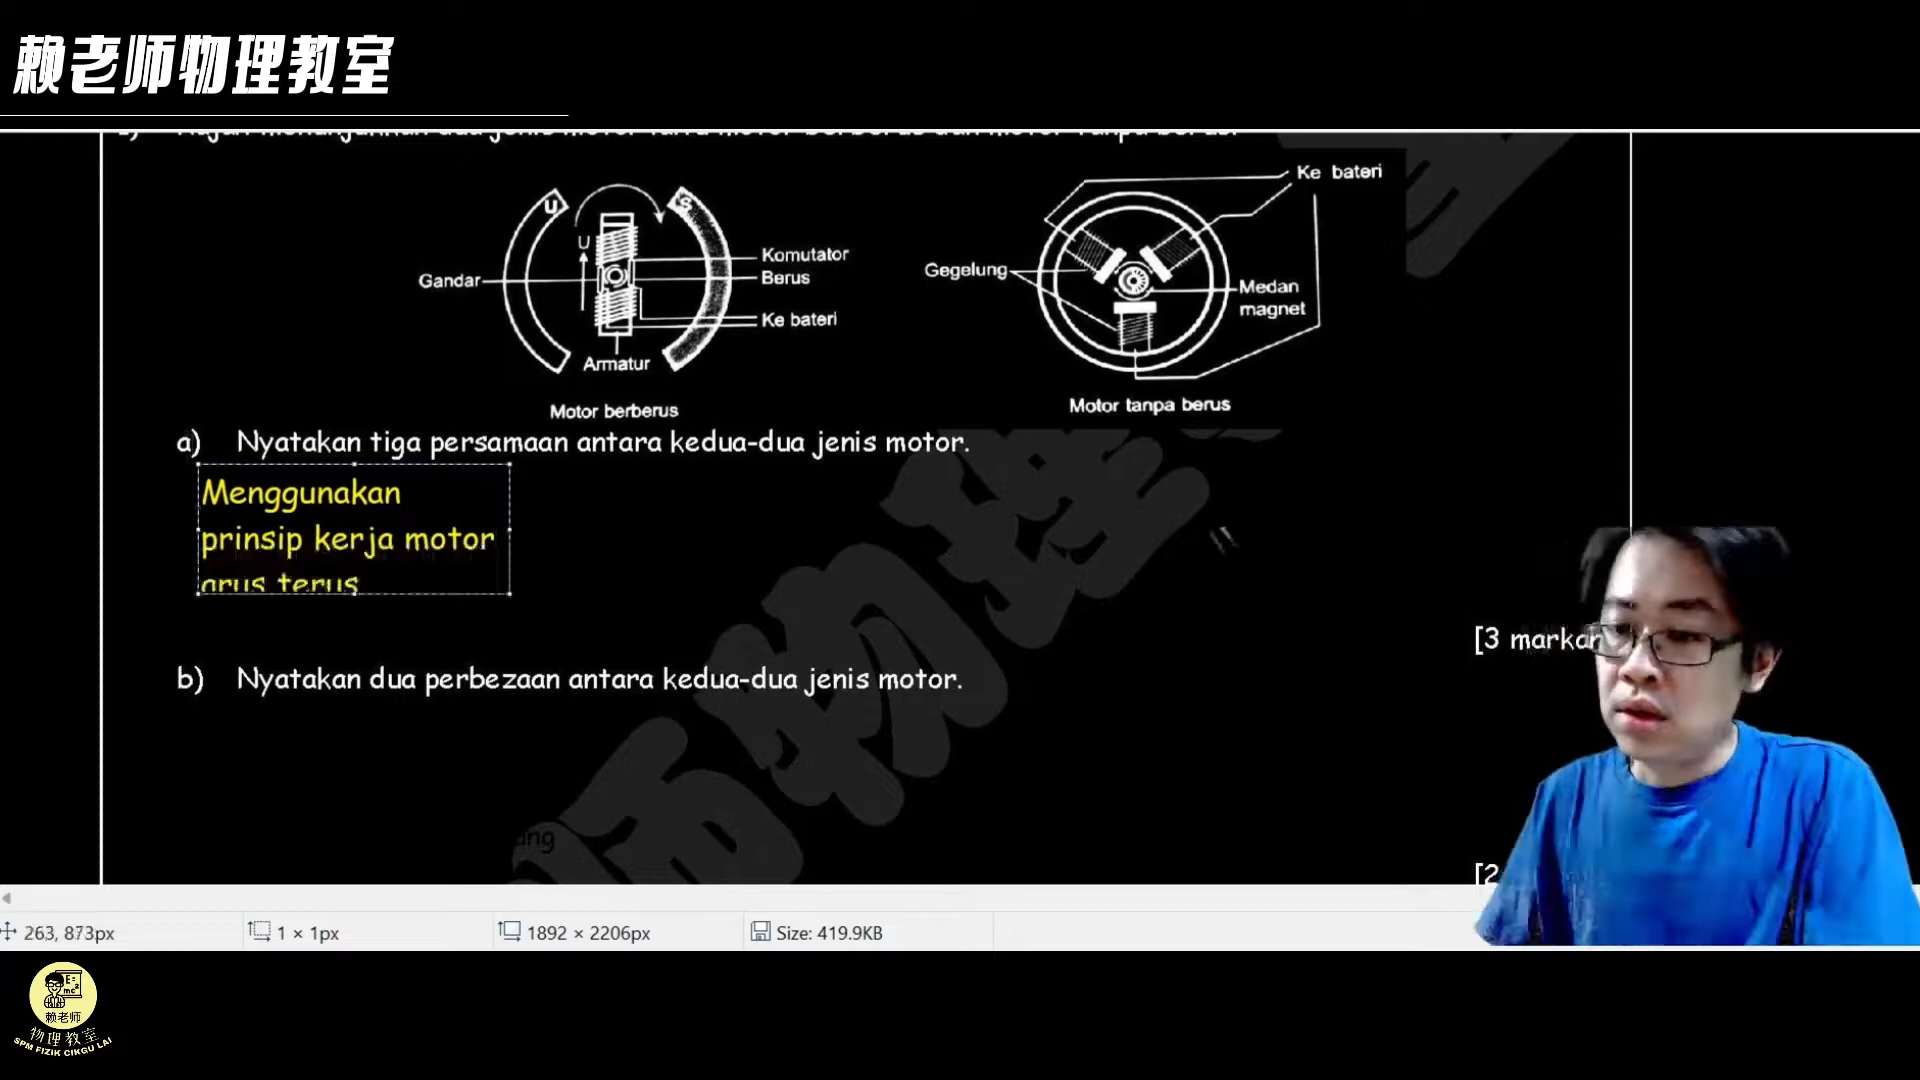 赖老师物理教室
Ke bateri
U
S
U
Komutator
Gandar
Berus
Gegelung
Medan
magnet
Ke bateri
Armatur
Motor berberus
Motor tanpa berus
a) Nyatakan tiga persamaan antara kedua-dua jenis motor.
Menggunakan
prinsip kerja motor
arus terus
[3 markah
b) Nyatakan dua perbezaan antara kedua-dua jenis motor.
ang
[2
263, 873px
1 × 1px
1892 × 2206px
Size: 419.9KB
E=
mc²
赖老师
物理教室
SPM FIZIK CIKGU LAI